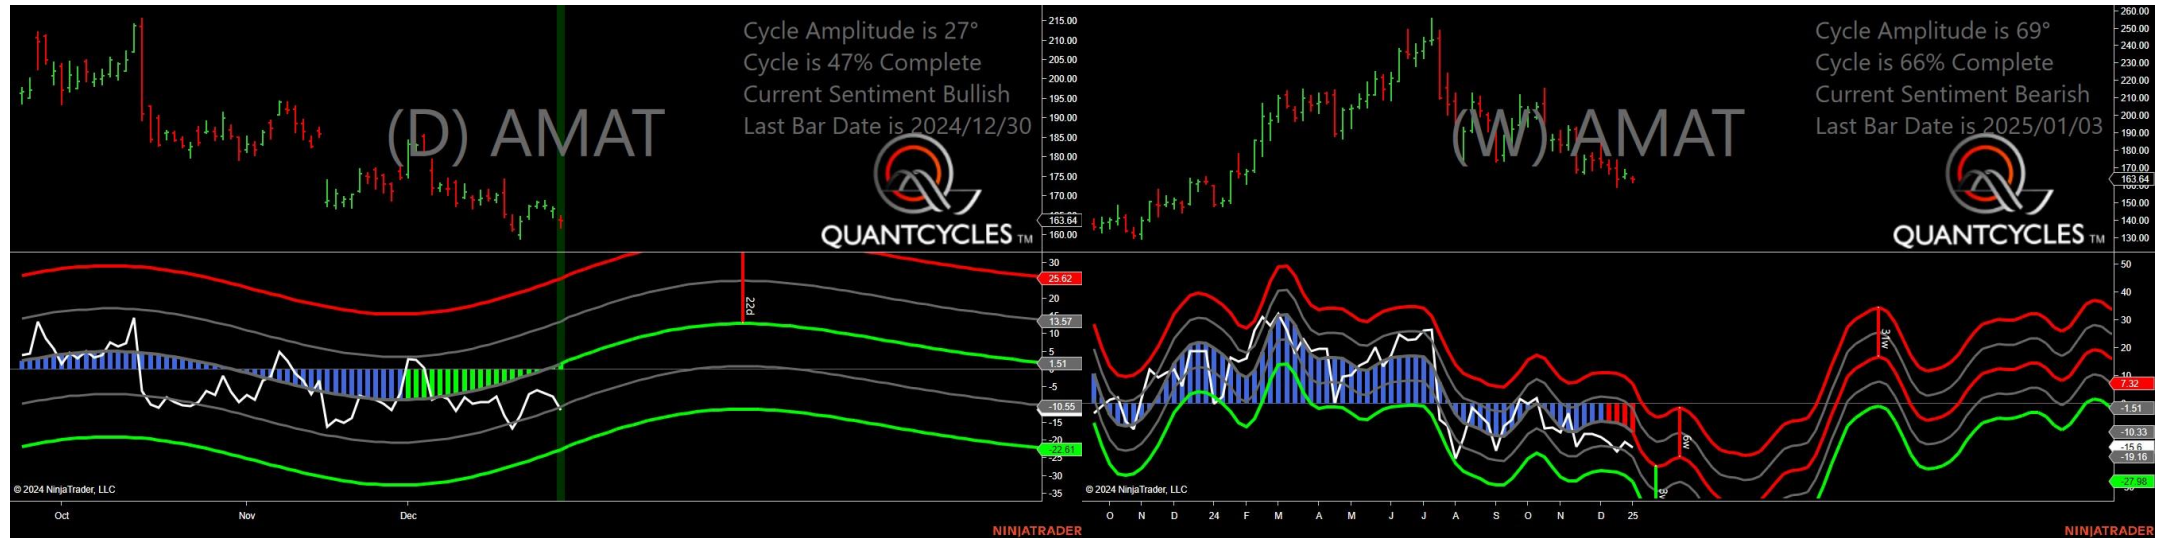 Cycle Amplitude is 27°
Cycle is 47% Complete
Current Sentiment Bullish
Last Bar Date is 2024/12/30
(D) AMAT
QUANTCYCLES TM
215.00
210.00
205.00
200.00
195.00
190.00
185.00
180.00
175.00
170.00
163.64
160.00
22d
30
25.62
20
13.57
10
5
1.51
-5
-10.55
-15
-20
-22.61
-25
-30
-35
© 2024 NinjaTrader, LLC
Oct Nov Dec
NINJATRADER
Cycle Amplitude is 69°
Cycle is 66% Complete
Current Sentiment Bearish
Last Bar Date is 2025/01/03
(W) AMAT
QUANTCYCLES TM
260.00
250.00
240.00
230.00
220.00
210.00
200.00
190.00
180.00
170.00
163.64
150.00
140.00
130.00
31w
6w
50
40
30
20
10
7.32
-1.51
-10.33
-15.6
-19.16
-27.98
© 2024 NinjaTrader, LLC
O N D 24 F M A M J J A S O N D 25
NINJATRADER